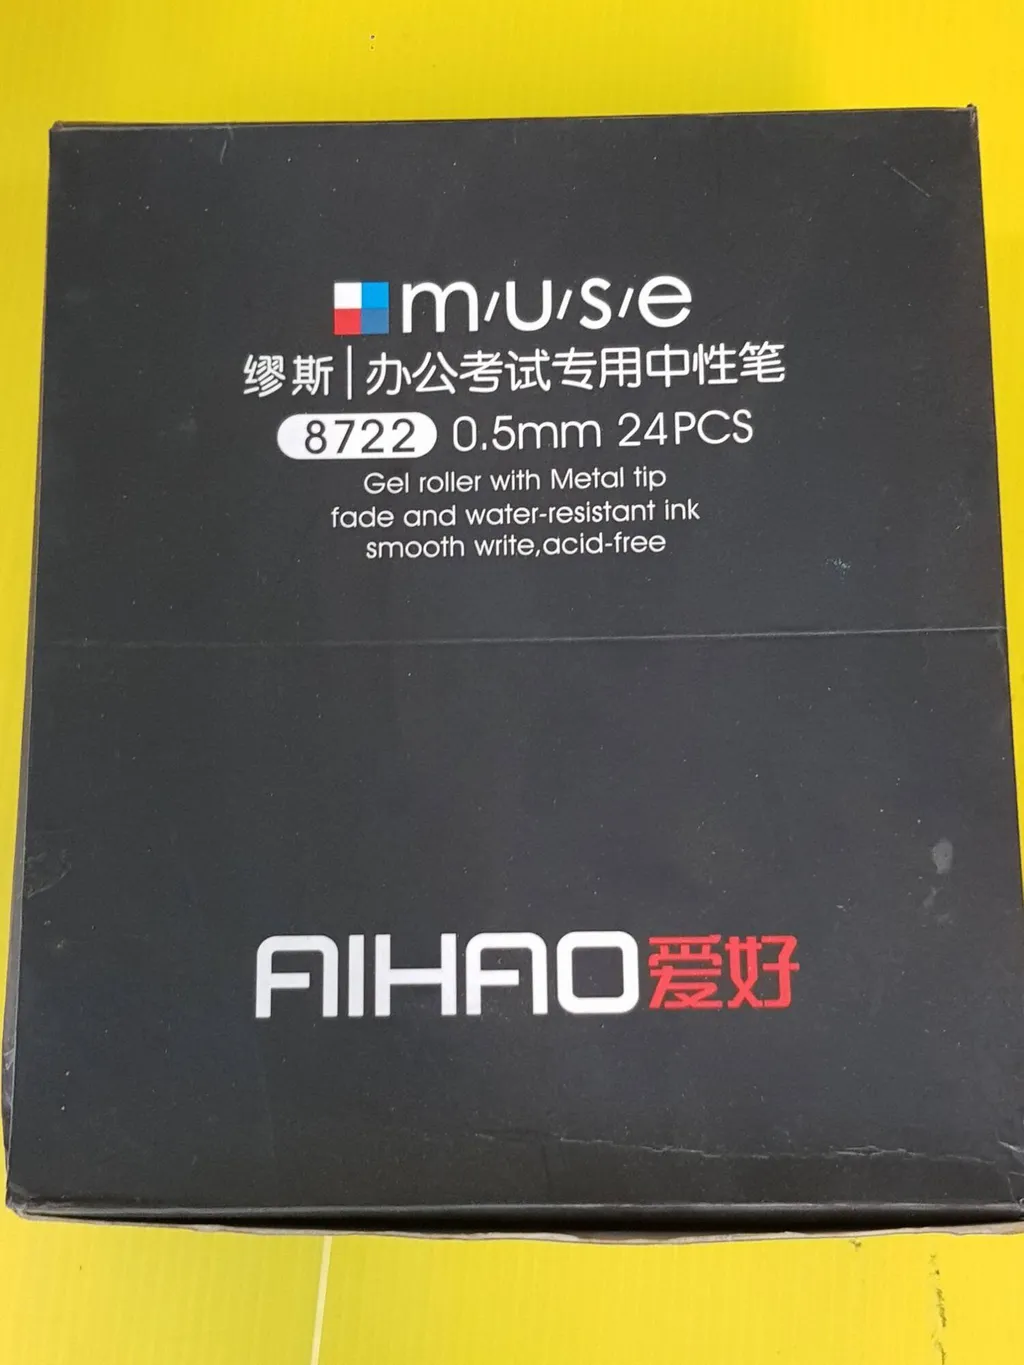 m/u/s/e
缪斯|办公考试专用中性笔
8722 0.5mm 24PCS
Gel roller with Metal tip
fade and water-resistant ink
smooth write,acid-free
AIHAO爱好